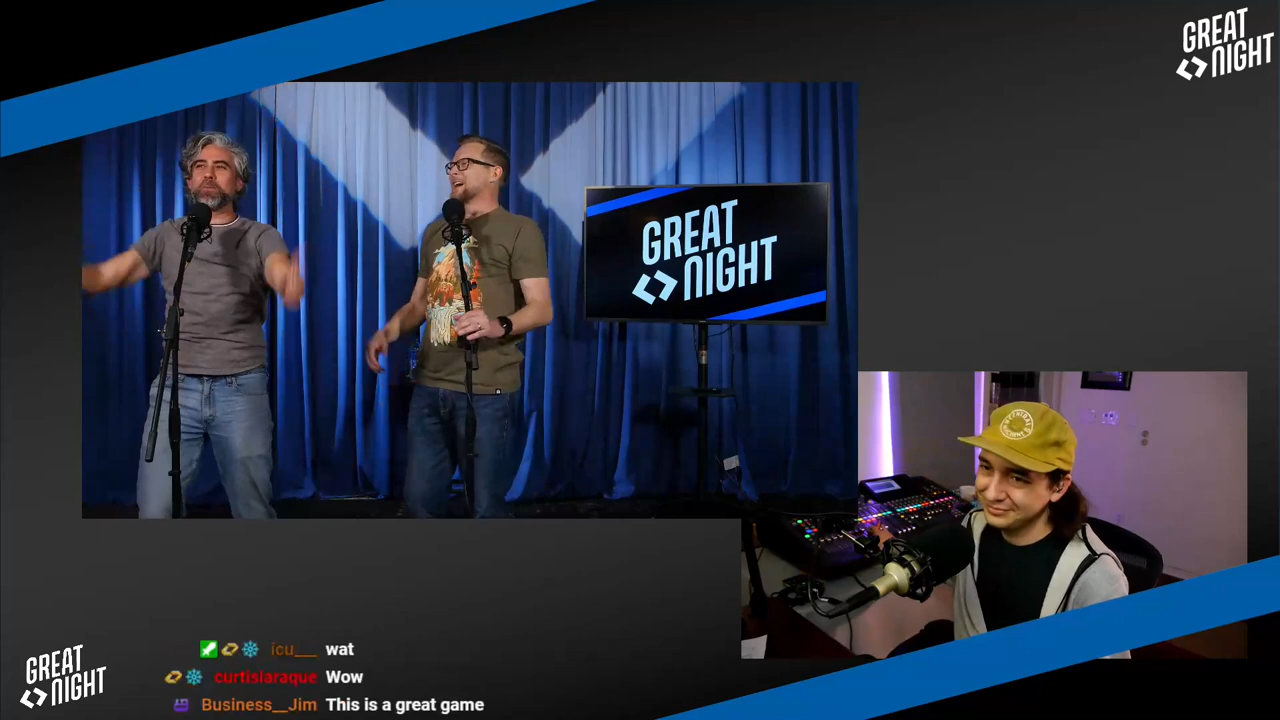 GREAT
NIGHT
GREAT
NIGHT
GREAT
NIGHT
icu__ wat
curtislaraque Wow
Business__Jim This is a great game